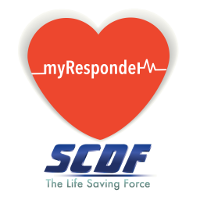 myResponder
SCDF
The Life Saving Force